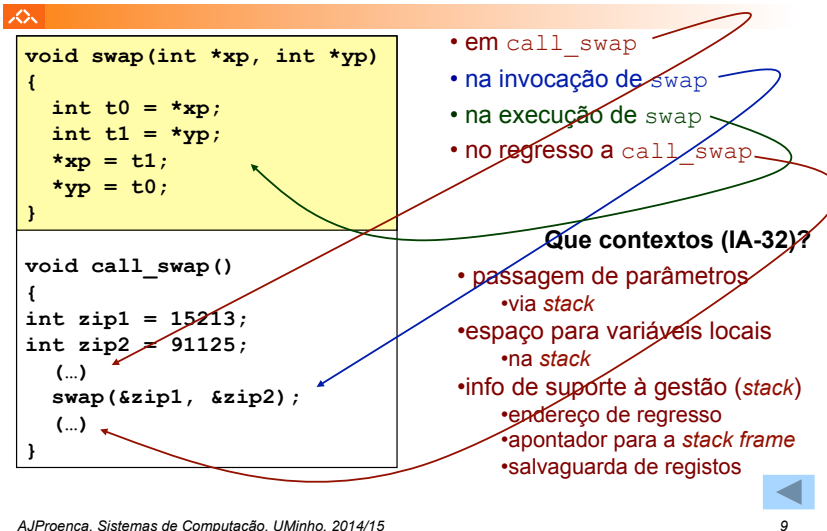 void swap(int *xp, int *yp)
{
int t0 = *xp;
int t1 = *yp;
*xp = t1;
*yp = t0;
}
void call_swap()
{
int zip1 = 15213;
int zip2 = 91125;
(…)
swap(&zip1, &zip2);
(…)
}
• em call_swap
• na invocação de swap
• na execução de swap
• no regresso a call_swap
Que contextos (IA-32)?
• passagem de parâmetros
•via stack
•espaço para variáveis locais
•na stack
•info de suporte à gestão (stack)
•endereço de regresso
•apontador para a stack frame
•salvaguarda de registos
AJProença, Sistemas de Computação, UMinho, 2014/15
9